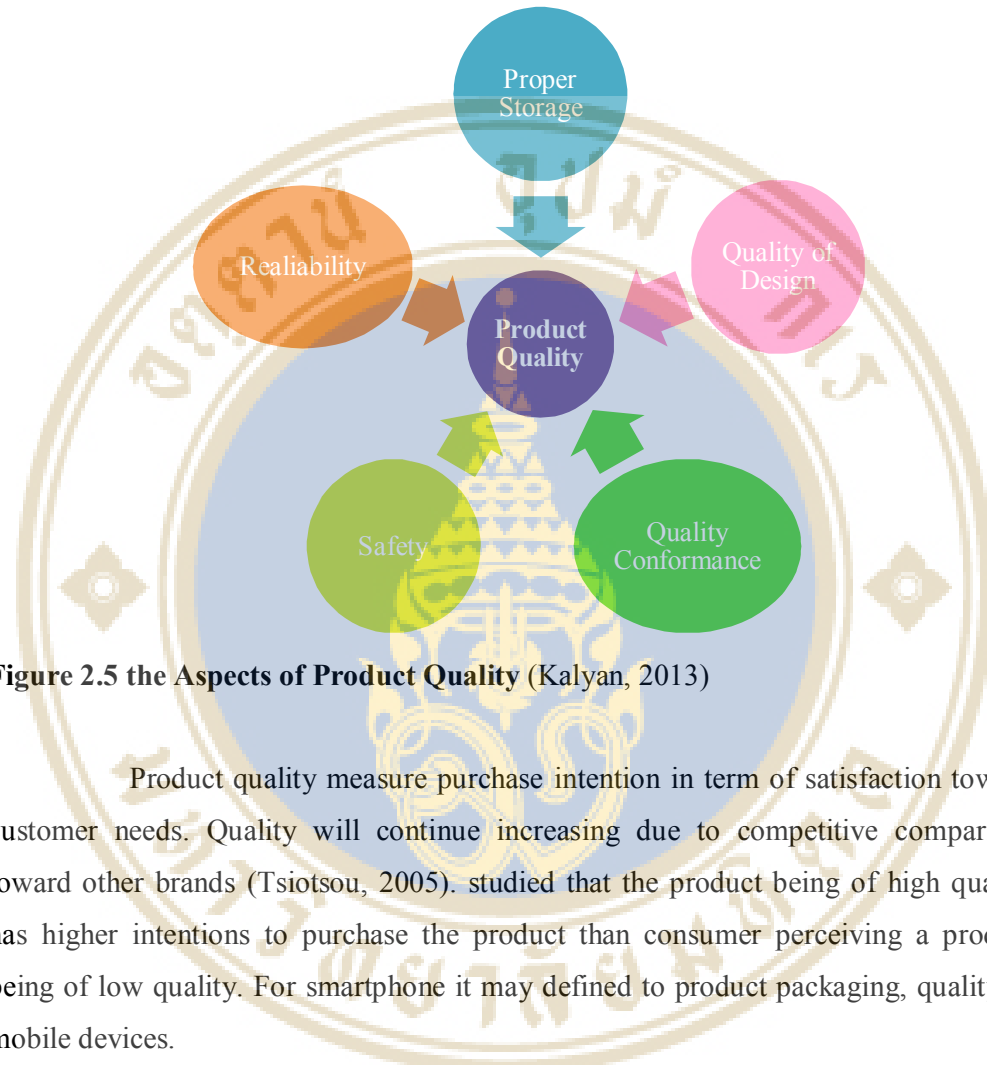 Proper
Storage
Realiability
Quality of
Design
Product
Quality
Safety
Quality
Conformance
Figure 2.5 the Aspects of Product Quality (Kalyan, 2013)
Product quality measure purchase intention in term of satisfaction tow
customer needs. Quality will continue increasing due to competitive compar
toward other brands (Tsiotsou, 2005). studied that the product being of high qua
has higher intentions to purchase the product than consumer perceiving a prod
being of low quality. For smartphone it may defined to product packaging, quality
mobile devices.